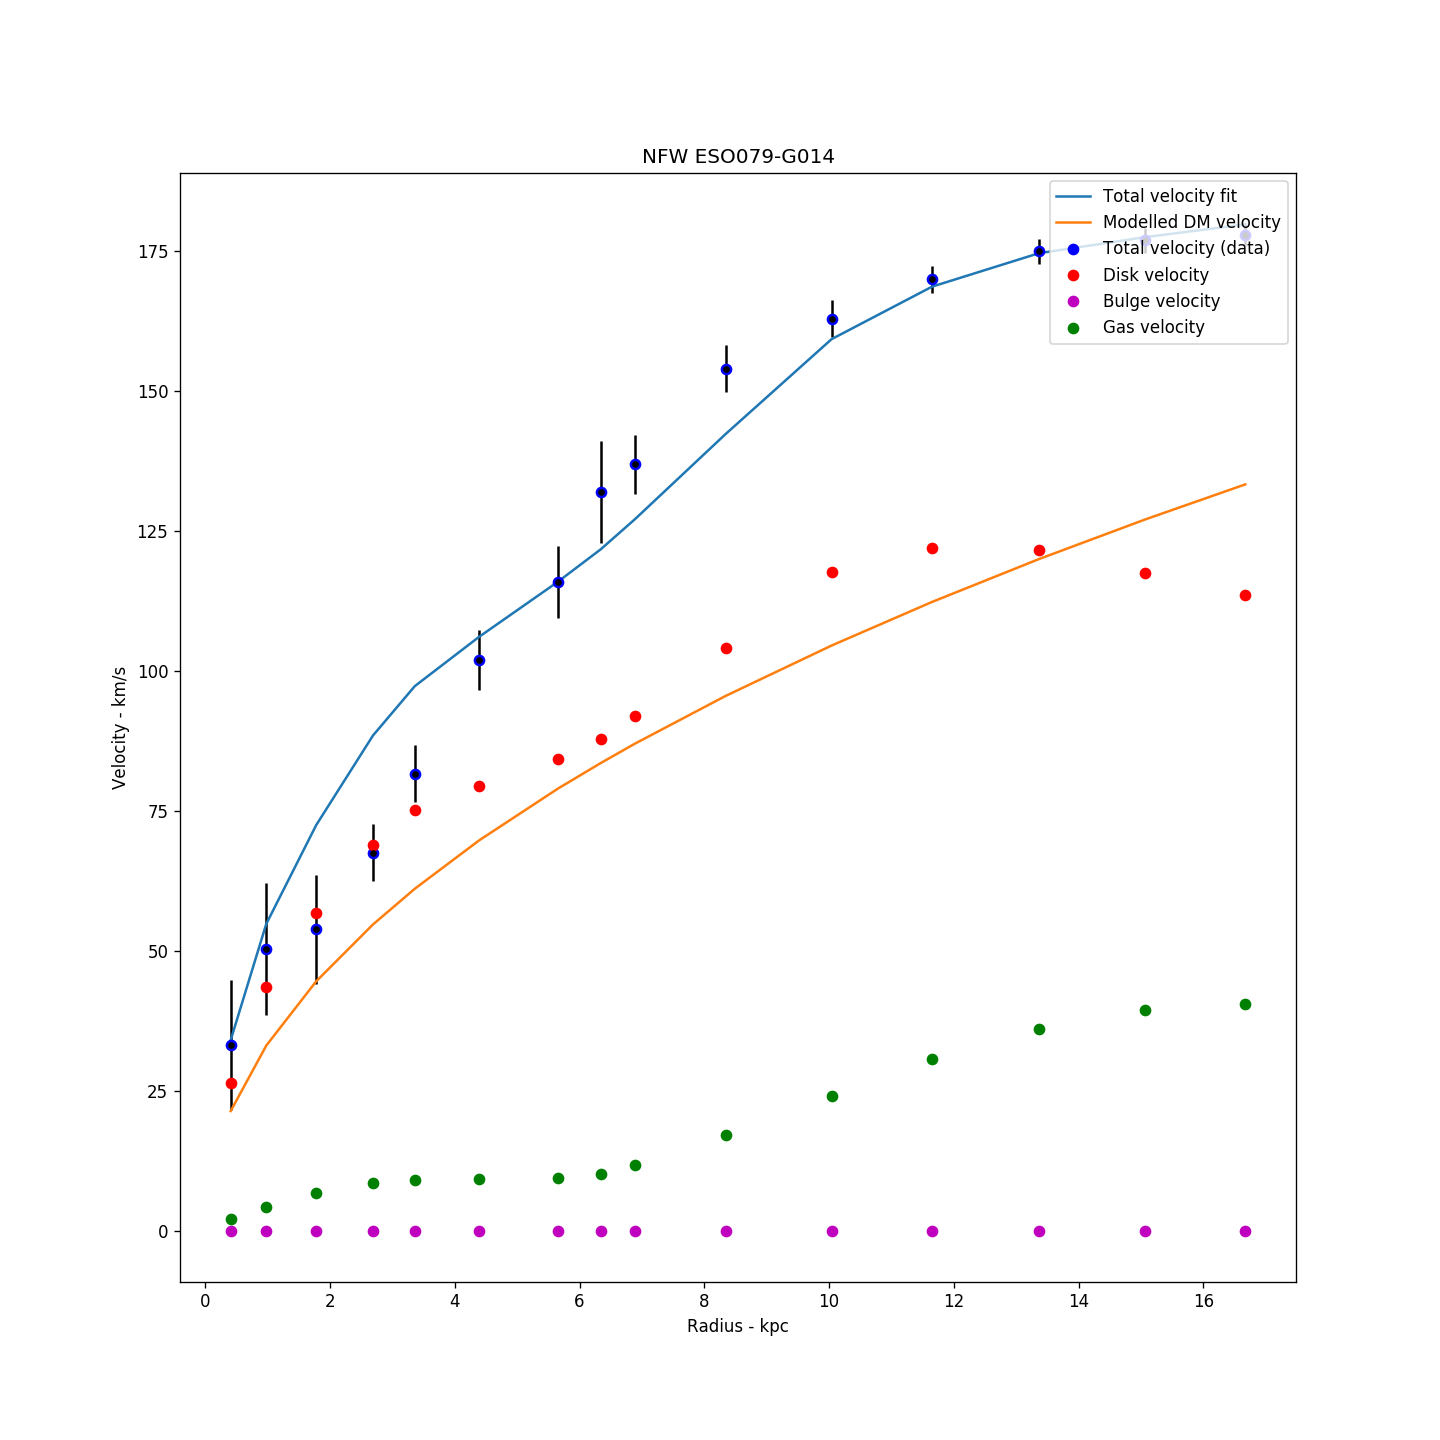 NFW ESO079-G014
Total velocity fit
Modelled DM velocity
Total velocity (data)
Disk velocity
Bulge velocity
Gas velocity
175
150
125
100
75
50
25
0
Velocity - km/s
0 2 4 6 8 10 12 14 16
Radius - kpc